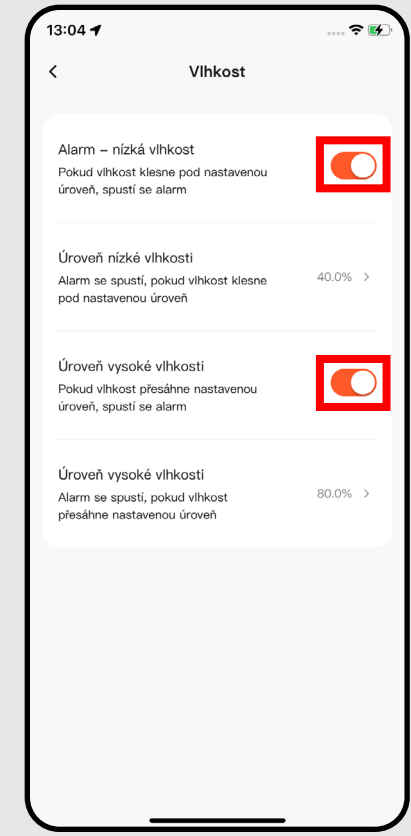 13:04
Vlhkost
Alarm – nízká vlhkost
Pokud vlhkost klesne pod nastavenou
úroveň, spustí se alarm
Úroveň nízké vlhkosti
Alarm se spustí, pokud vlhkost klesne
pod nastavenou úroveň
40.0%
Úroveň vysoké vlhkosti
Pokud vlhkost přesáhne nastavenou
úroveň, spustí se alarm
Úroveň vysoké vlhkosti
Alarm se spustí, pokud vlhkost
přesáhne nastavenou úroveň
80.0%